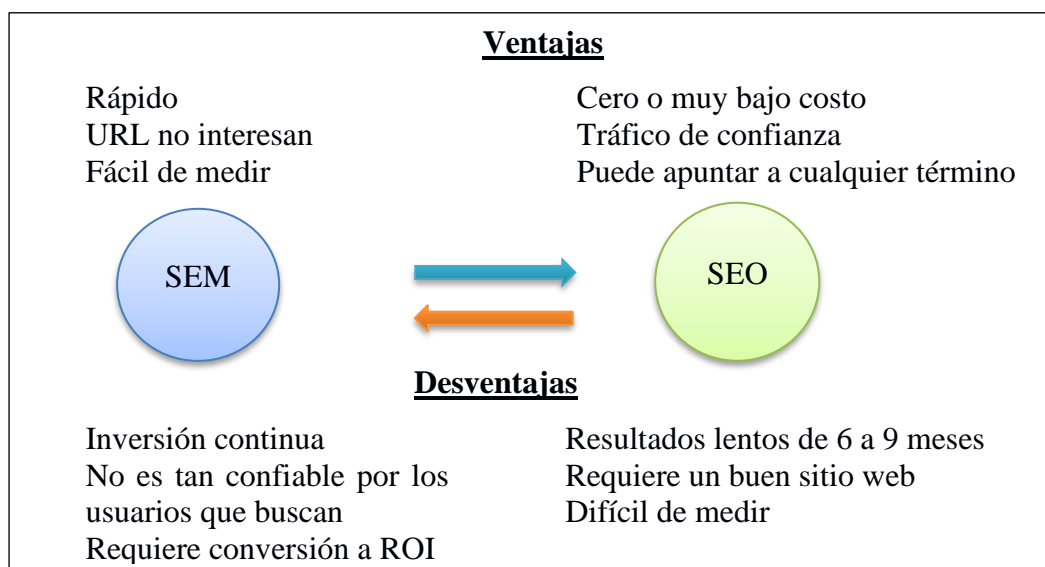 Ventajas
Rápido
URL no interesan
Fácil de medir
Cero o muy bajo costo
Tráfico de confianza
Puede apuntar a cualquier término
SEM
SEO
Desventajas
Inversión continua
No es tan confiable por los
usuarios que buscan
Requiere conversión a ROI
Resultados lentos de 6 a 9 meses
Requiere un buen sitio web
Difícil de medir